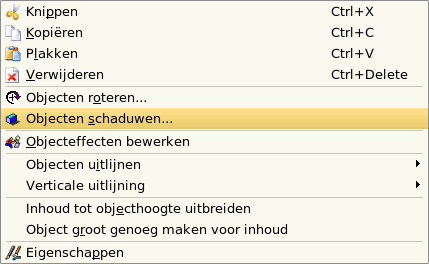 Knippen Ctrl+X
Kopiëren Ctrl+C
Plakken Ctrl+V
Verwijderen Ctrl+Delete
Objecten roteren...
Objecten schaduwen...
Objecteffecten bewerken
Objecten uitlijnen
Verticale uitlijning
Inhoud tot objecthoogte uitbreiden
Object groot genoeg maken voor inhoud
Eigenschappen